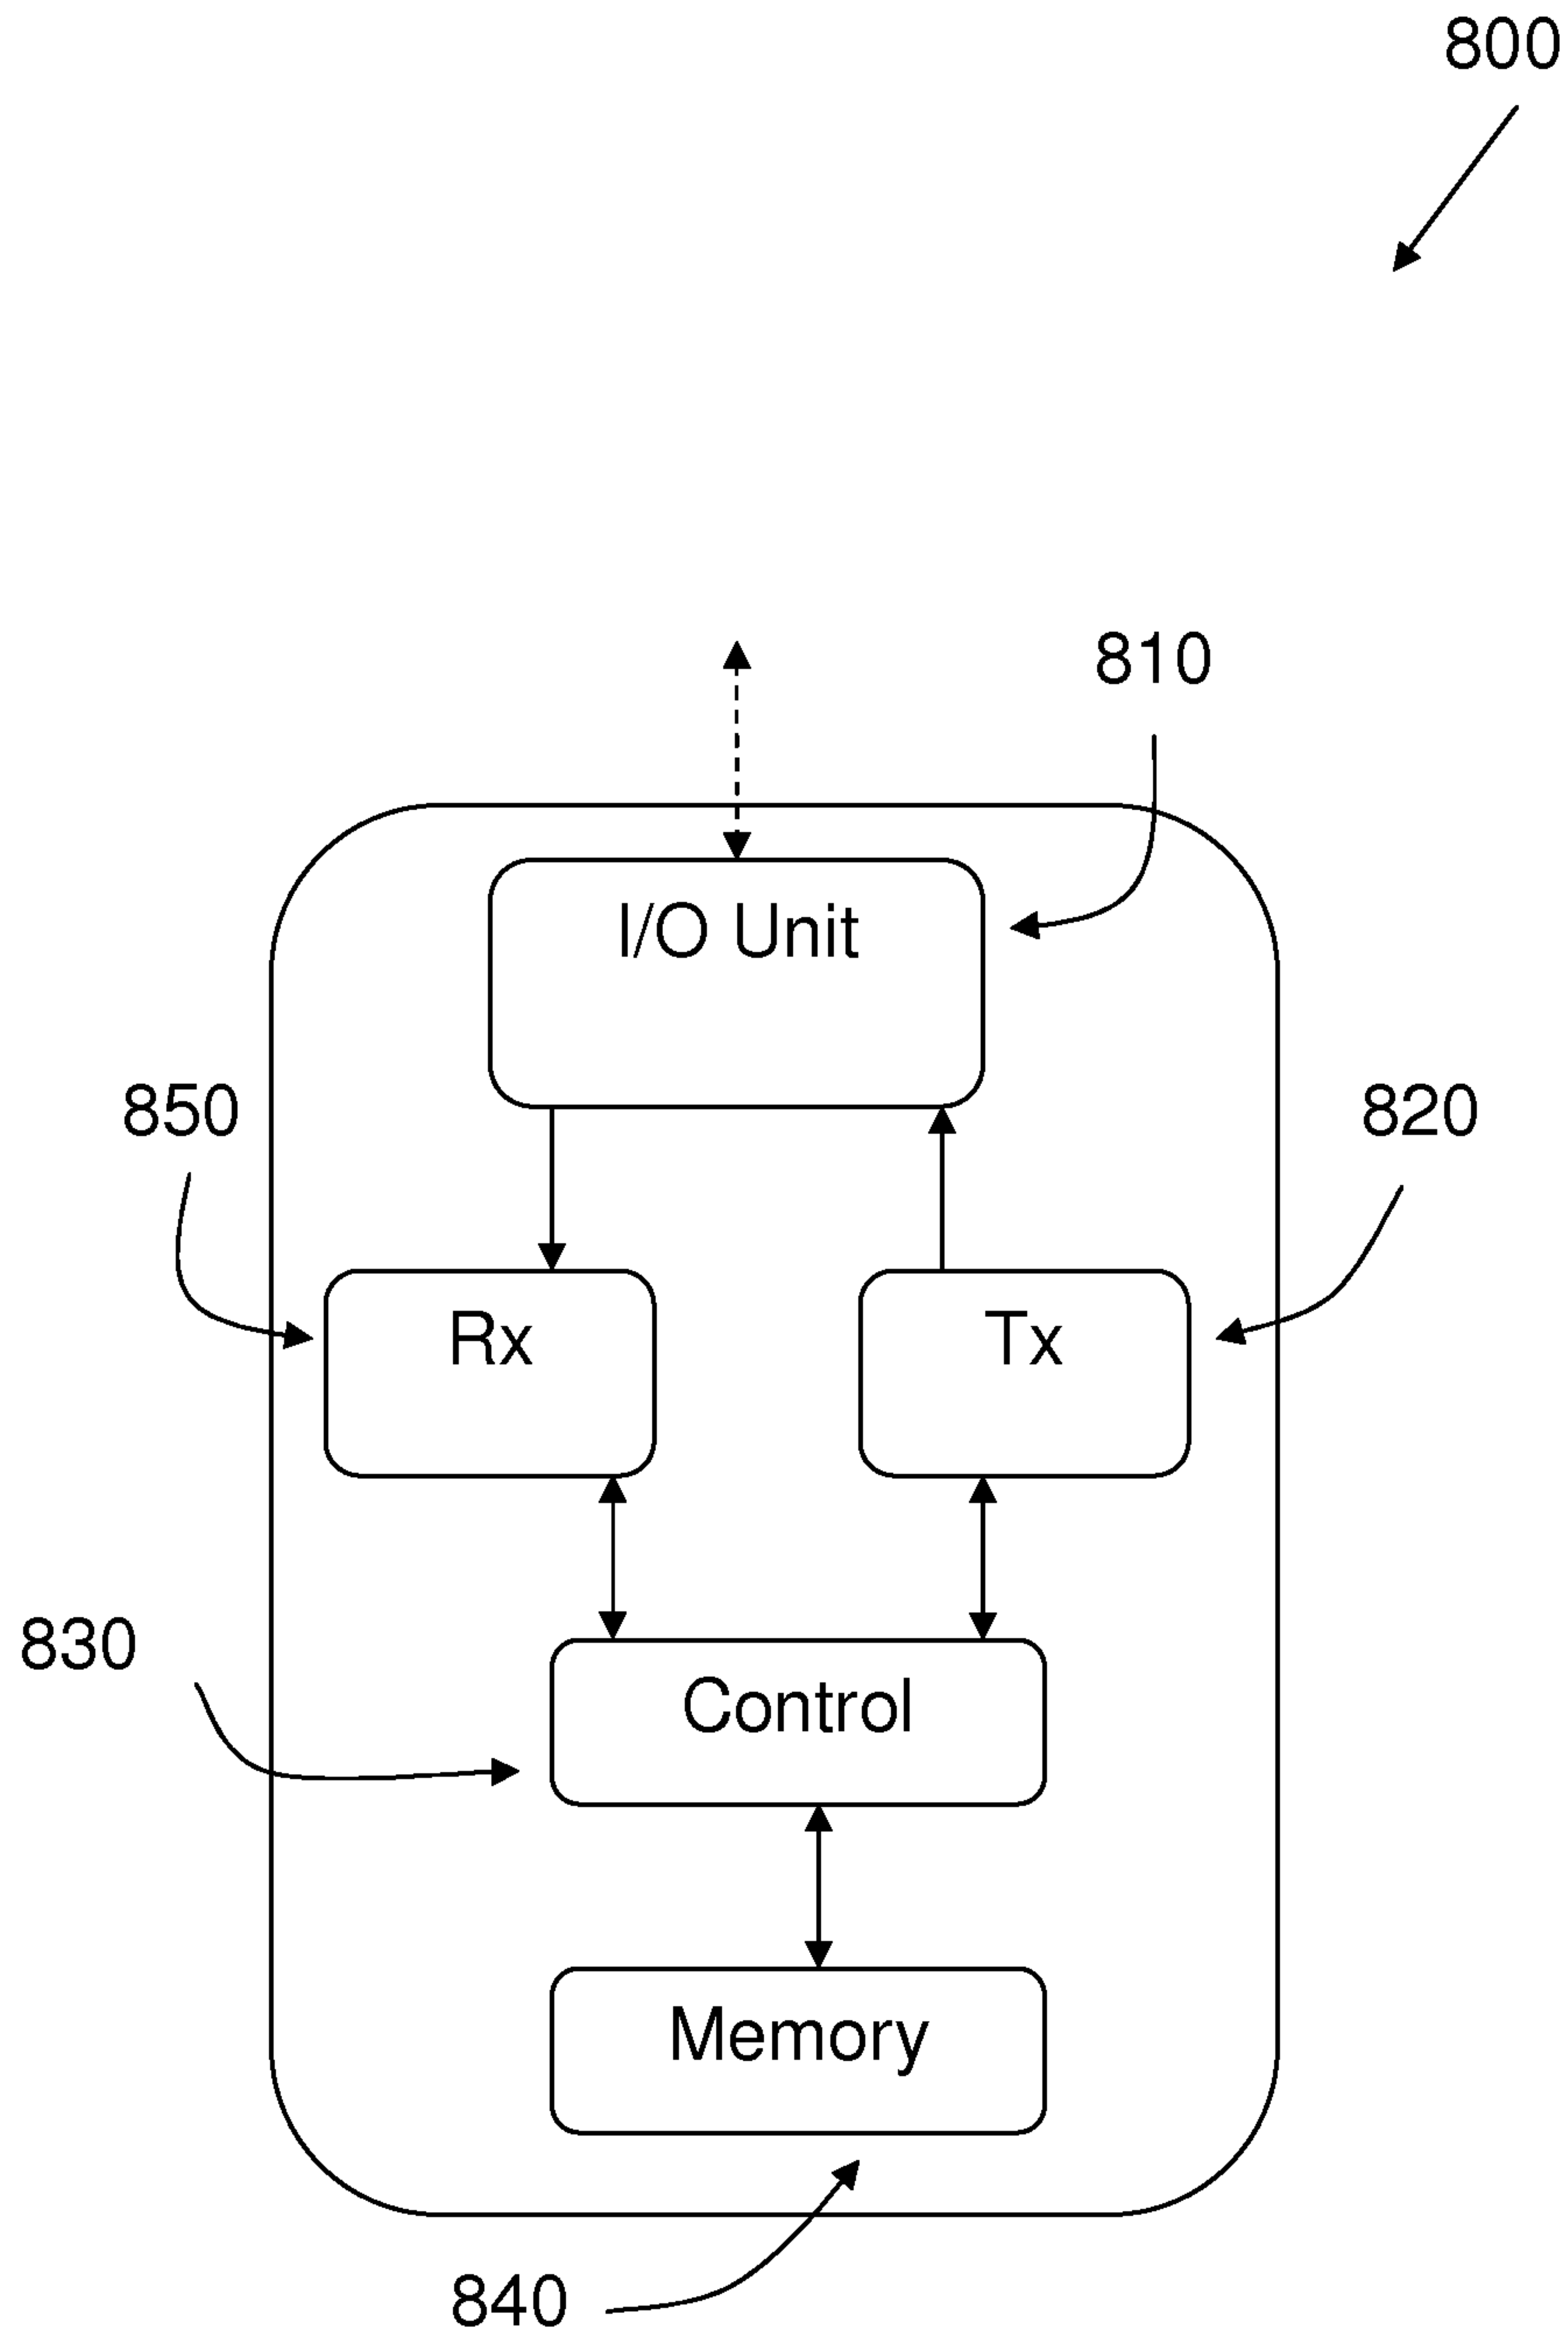 800
810
I/O Unit
850
820
Rx
Tx
830
Control
Memory
840